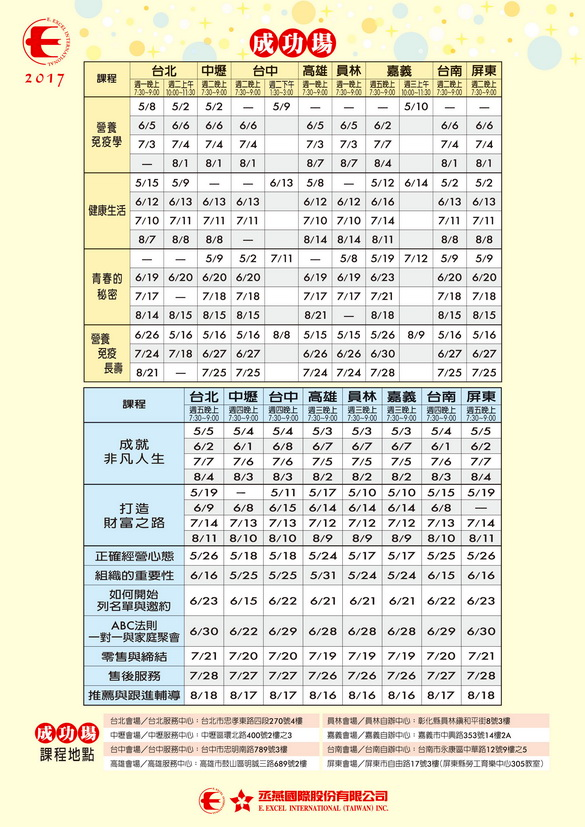 E. EXCEL INTERNATIONAL
2017
成功場
課程 台北 中壢 台中 高雄 員林 嘉義 台南 屏東
週一晚上 7:30~9:00 週二上午 10:00~11:30 週二晚上 7:30~9:00 週二晚上 7:30~9:00 週二下午 1:30~3:00 週一晚上 7:30~9:00 週一晚上 7:30~9:00 週五晚上 7:30~9:00 週三上午 10:00~11:30 週二晚上 7:30~9:00 週二晚上 7:30~9:00
營養免疫學
5/8 5/2 5/2 — 5/9 — — — 5/10 — —
6/5 6/6 6/6 6/6 6/5 6/5 6/2 6/6 6/6
7/3 7/4 7/4 7/4 7/3 7/3 7/7 7/4 7/4
— 8/1 8/1 8/1 8/7 8/7 8/4 8/1 8/1
健康生活
5/15 5/9 — — 6/13 5/8 — 5/12 6/14 5/2 5/2
6/12 6/13 6/13 6/13 6/12 6/12 6/16 6/13 6/13
7/10 7/11 7/11 7/11 7/10 7/10 7/14 7/11 7/11
8/7 8/8 8/8 — 8/14 8/14 8/11 8/8 8/8
青春的秘密
— — 5/9 5/2 7/11 — 5/8 5/19 7/12 5/9 5/9
6/19 6/20 6/20 6/20 6/19 6/19 6/23 6/20 6/20
7/17 — 7/18 7/18 7/17 7/17 7/21 7/18 7/18
8/14 8/15 8/15 8/15 8/21 — 8/18 8/15 8/15
營養免疫長壽
6/26 5/16 5/16 5/16 8/8 5/15 5/15 5/26 8/9 5/16 5/16
7/24 7/18 6/27 6/27 6/26 6/26 6/30 6/27 6/27
8/21 — 7/25 7/25 7/24 7/24 7/28 7/25 7/25
課程 台北 中壢 台中 高雄 員林 嘉義 台南 屏東
週五晚上 7:30~9:00 週四晚上 7:30~9:00 週四晚上 7:30~9:00 週三晚上 7:30~9:00 週三晚上 7:30~9:00 週三晚上 7:30~9:00 週四晚上 7:30~9:00 週五晚上 7:30~9:00
成就非凡人生
5/5 5/4 5/4 5/3 5/3 5/3 5/4 5/5
6/2 6/1 6/8 6/7 6/7 6/7 6/1 6/2
7/7 7/6 7/6 7/5 7/5 7/5 7/6 7/7
8/4 8/3 8/3 8/2 8/2 8/2 8/3 8/4
打造財富之路
5/19 — 5/11 5/17 5/10 5/10 5/15 5/19
6/9 6/8 6/15 6/14 6/14 6/14 6/8 —
7/14 7/13 7/13 7/12 7/12 7/12 7/13 7/14
8/11 8/10 8/10 8/9 8/9 8/9 8/10 8/11
正確經營心態 5/26 5/18 5/18 5/24 5/17 5/17 5/25 5/26
組織的重要性 6/16 5/25 5/25 5/31 5/24 5/24 6/15 6/16
如何開始列名單與邀約 6/23 6/15 6/22 6/21 6/21 6/21 6/22 6/23
ABC法則一對一與家庭聚會 6/30 6/22 6/29 6/28 6/28 6/28 6/29 6/30
零售與締結 7/21 7/20 7/20 7/19 7/19 7/19 7/20 7/21
售後服務 7/28 7/27 7/27 7/26 7/26 7/26 7/27 7/28
推薦與跟進輔導 8/18 8/17 8/17 8/16 8/16 8/16 8/17 8/18
成功場
課程地點
台北會場／台北服務中心：台北市忠孝東路四段270號4樓
中壢會場／中壢服務中心：中壢區環北路400號2樓之3
台中會場／台中服務中心：台中市忠明南路789號3樓
高雄會場／高雄服務中心：高雄市鼓山區明誠三路689號2樓
員林會場／員林自辦中心：彰化縣員林鎮和平街8號3樓
嘉義會場／嘉義自辦中心：嘉義市中興路353號14樓2A
台南會場／台南自辦中心：台南市永康區中華路12號9樓之5
屏東會場／屏東市自由路17號3樓(屏東縣勞工育樂中心305教室)
丞燕國際股份有限公司
E. EXCEL INTERNATIONAL (TAIWAN) INC.